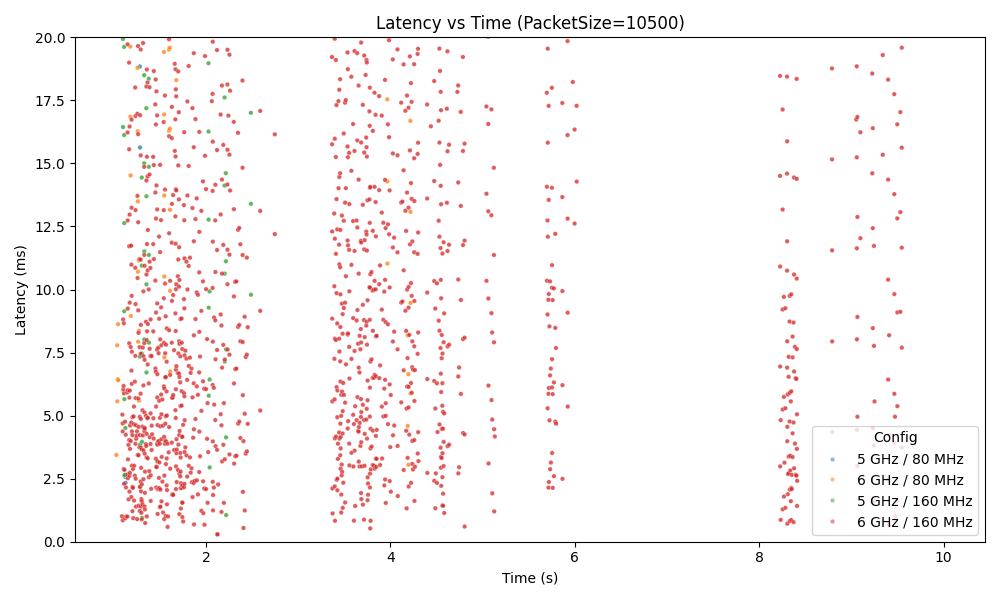 Latency vs Time (PacketSize=10500)
20.0
17.5
15.0
12.5
10.0
7.5
5.0
2.5
0.0
Latency (ms)
2
4
6
8
10
Time (s)
Config
5 GHz / 80 MHz
6 GHz / 80 MHz
5 GHz / 160 MHz
6 GHz / 160 MHz